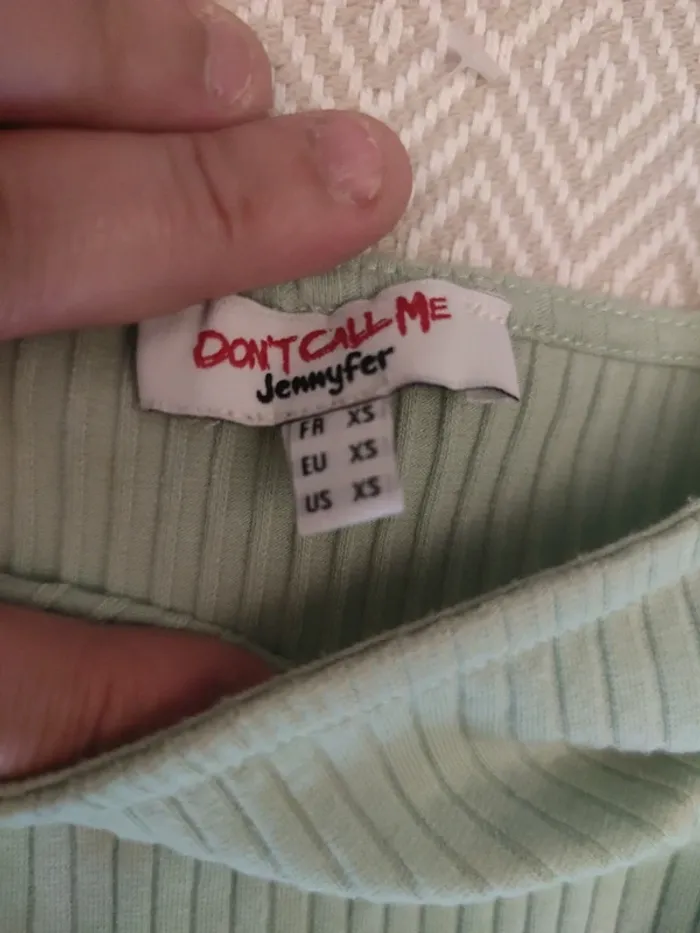 DON'T CALL ME
Jennyfer
FR XS
EU XS
US XS